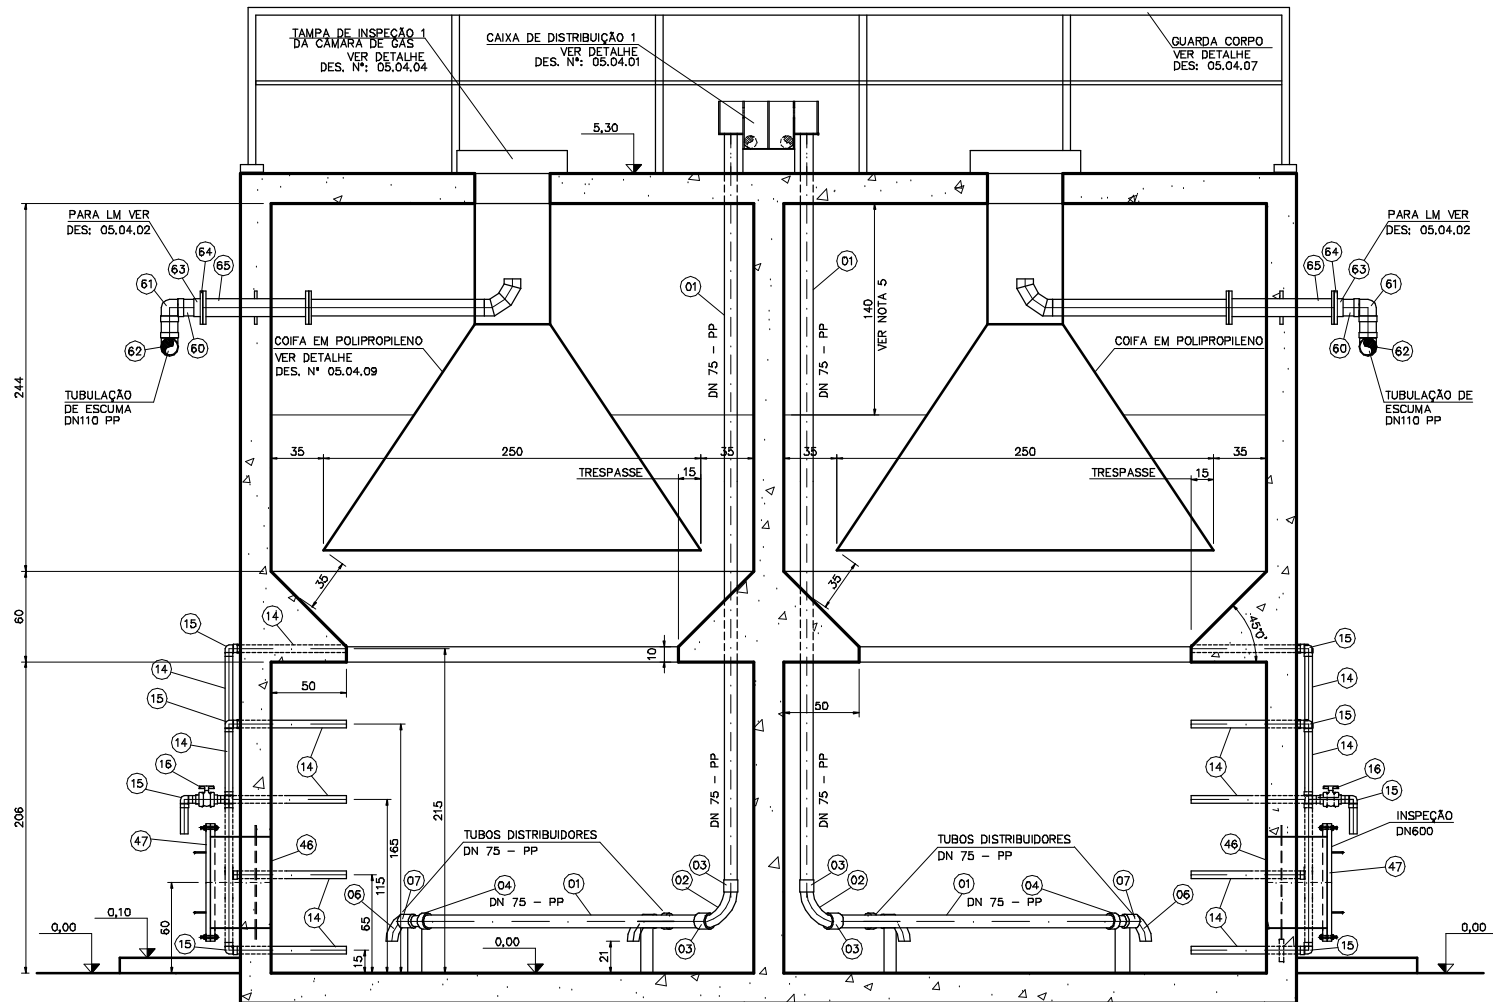 TAMPA DE INSPEÇÃO 1
DA CÂMARA DE GÁS
VER DETALHE
DES. Nº: 05.04.04
CAIXA DE DISTRIBUIÇÃO 1
VER DETALHE
DES. Nº: 05.04.01
GUARDA CORPO
VER DETALHE
DES: 05.04.07
5,30
PARA LM VER
DES: 05.04.02
64
63
65
61
60
62
TUBULAÇÃO
DE ESCUMA
DN110 PP
COIFA EM POLIPROPILENO
VER DETALHE
DES. Nº 05.04.09
01
DN 75 - PP
01
DN 75 - PP
140
VER NOTA 5
COIFA EM POLIPROPILENO
PARA LM VER
DES: 05.04.02
64
65
63
61
60
62
TUBULAÇÃO DE
ESCUMA
DN110 PP
244
35
250
35
TRESPASSE
15
35
250
35
TRESPASSE
15
35
35
60
45°0'
15
14
14
15
14
16
15
47
46
50
10
50
14
14
14
14
206
215
165
115
65
15
60
21
TUBOS DISTRIBUIDORES
DN 75 - PP
06
07
04
01
DN 75 - PP
02
03
03
DN 75 - PP
DN 75 - PP
03
02
03
TUBOS DISTRIBUIDORES
DN 75 - PP
01
DN 75 - PP
04
07
06
15
14
15
14
14
14
16
15
INSPEÇÃO
DN600
46
47
14
15
15
0,00
0,10
0,00
0,00